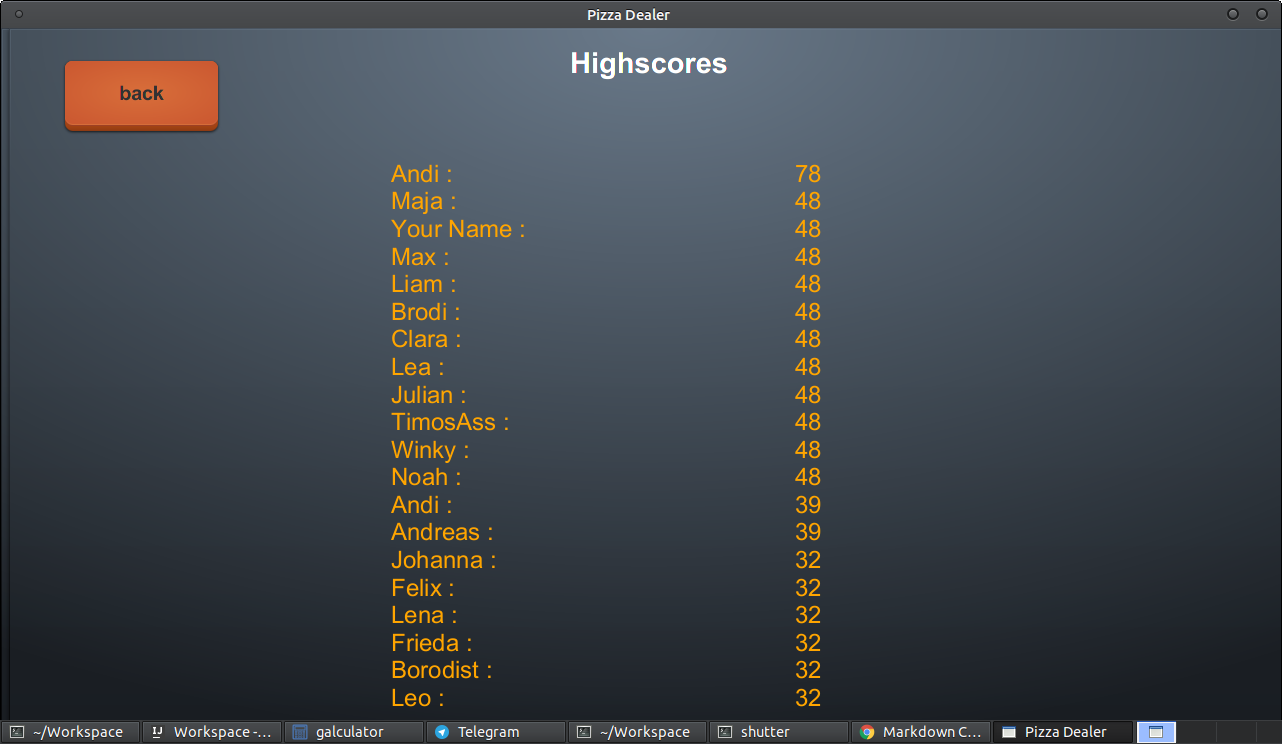 Pizza Dealer
Highscores
back
Andi : 78
Maja : 48
Your Name : 48
Max : 48
Liam : 48
Brodi : 48
Clara : 48
Lea : 48
Julian : 48
TimosAss : 48
Winky : 48
Noah : 48
Andi : 39
Andreas : 39
Johanna : 32
Felix : 32
Lena : 32
Frieda : 32
Borodist : 32
Leo : 32
~/Workspace IJ Workspace -... galculator Telegram ~/Workspace shutter Markdown C... Pizza Dealer